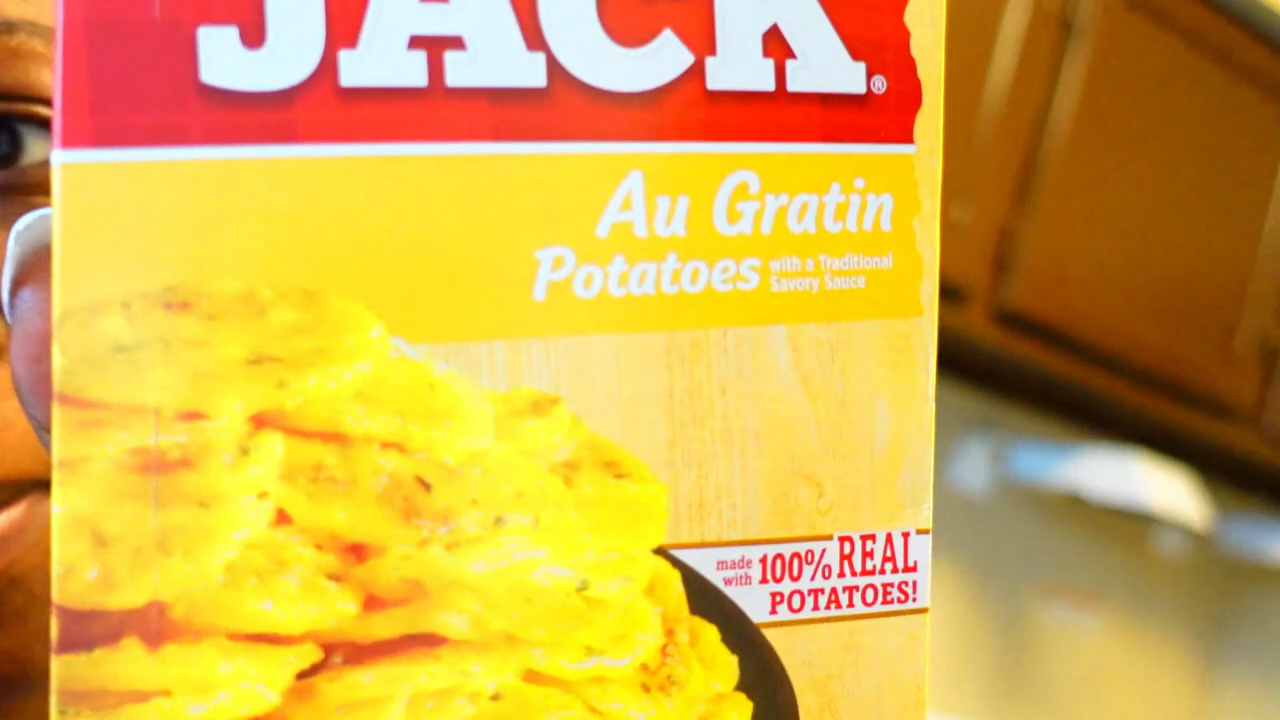 JACK®
Au Gratin
Potatoes with a Traditional
Savory Sauce
made with 100% REAL
POTATOES!